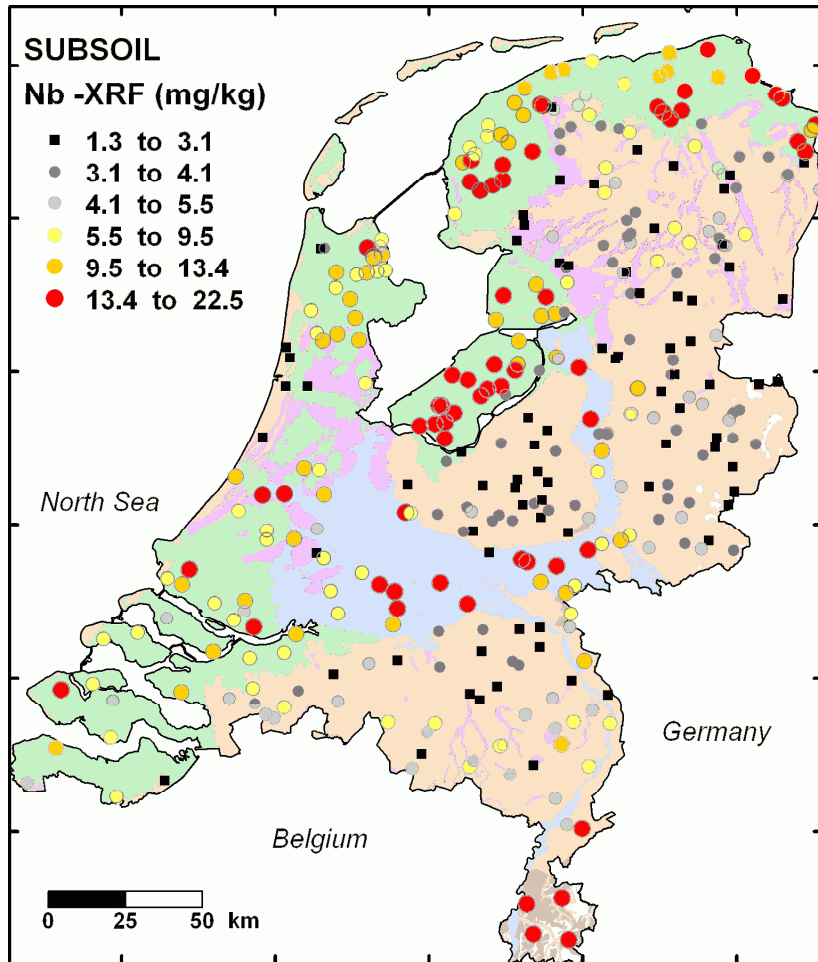 SUBSOIL
Nb -XRF (mg/kg)
1.3 to 3.1
3.1 to 4.1
4.1 to 5.5
5.5 to 9.5
9.5 to 13.4
13.4 to 22.5
North Sea
Germany
Belgium
0 25 50 km